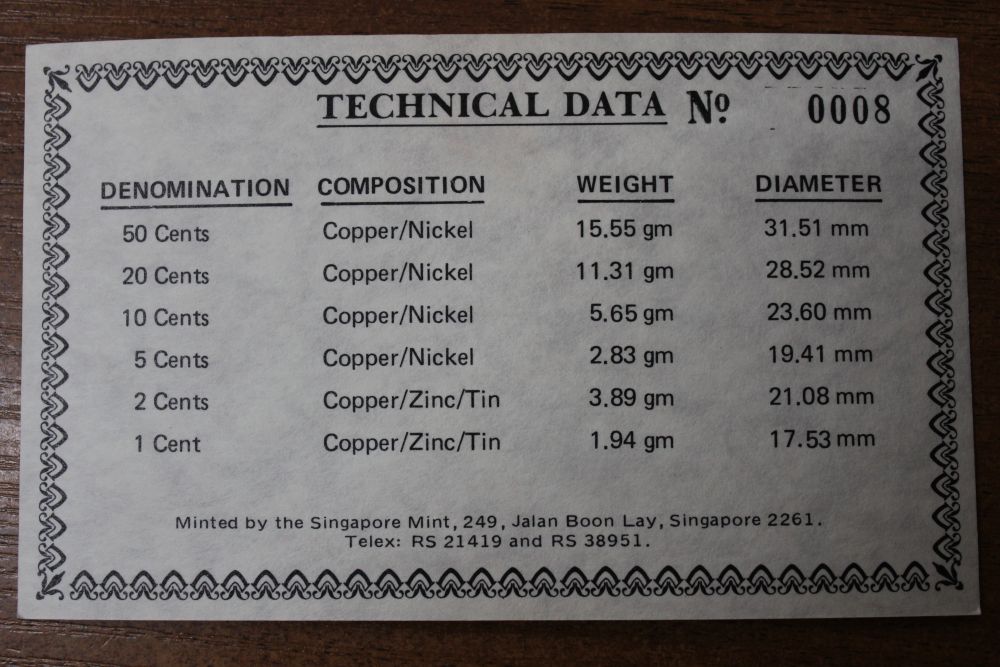 TECHNICAL DATA Nº 0008
DENOMINATION COMPOSITION WEIGHT DIAMETER
50 Cents Copper/Nickel 15.55 gm 31.51 mm
20 Cents Copper/Nickel 11.31 gm 28.52 mm
10 Cents Copper/Nickel 5.65 gm 23.60 mm
5 Cents Copper/Nickel 2.83 gm 19.41 mm
2 Cents Copper/Zinc/Tin 3.89 gm 21.08 mm
1 Cent Copper/Zinc/Tin 1.94 gm 17.53 mm
Minted by the Singapore Mint, 249, Jalan Boon Lay, Singapore 2261.
Telex: RS 21419 and RS 38951.